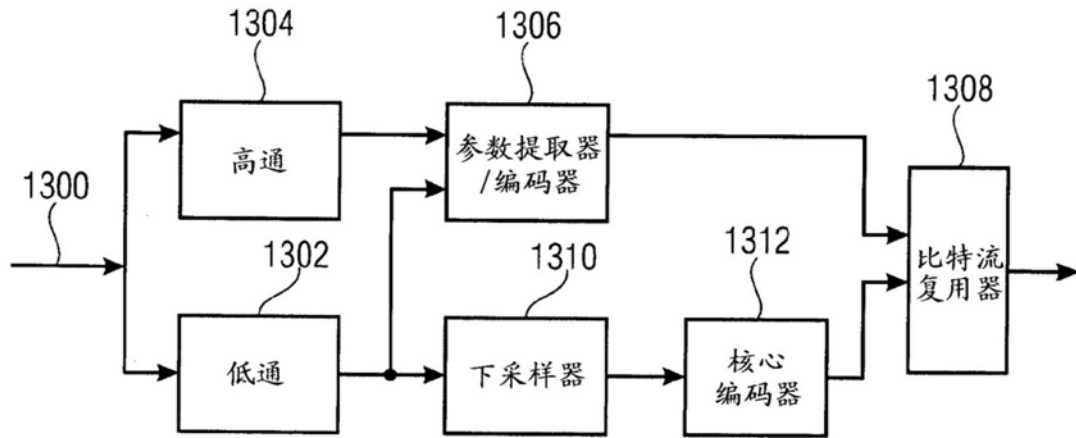 1304
1306
1308
高通
参数提取器
/编码器
1300
1302
1310
1312
比特流
复用器
低通
下采样器
核心
编码器